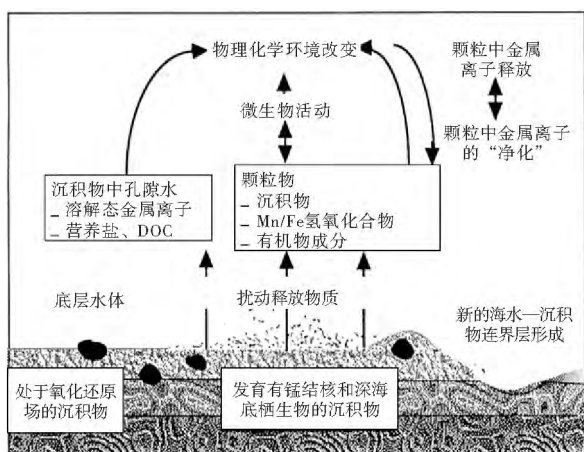 物理化学环境改变
颗粒中金属
离子释放
微生物活动
颗粒中金属离子
的“净化”
沉积物中孔隙水
– 溶解态金属离子
– 营养盐、DOC
颗粒物
– 沉积物
– Mn/Fe氢氧化合物
– 有机物成分
底层水体
扰动释放物质
新的海水—沉积
物连界层形成
处于氧化还原
场的沉积物
发育有锰结核和深海
底栖生物的沉积物